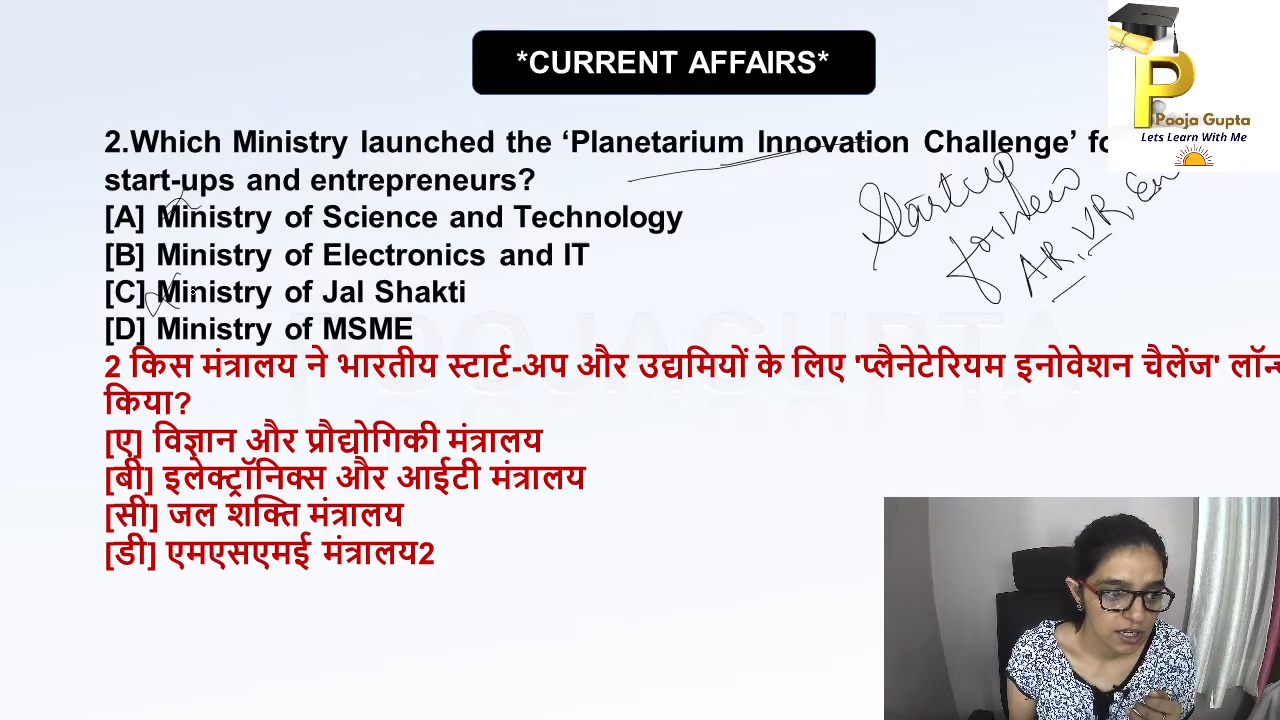 *CURRENT AFFAIRS*
P
Pooja Gupta
Lets Learn With Me
2.Which Ministry launched the ‘Planetarium Innovation Challenge’
start-ups and entrepreneurs?
[A] Ministry of Science and Technology
[B] Ministry of Electronics and IT
[C] Ministry of Jal Shakti
[D] Ministry of MSME
Startup
AR, VR,
POOJAGUPTA
2 किस मंत्रालय ने भारतीय स्टार्ट-अप और उद्यमियों के लिए 'प्लैनेटेरियम इनोवेशन चैलेंज'
किया?
[ए] विज्ञान और प्रौद्योगिकी मंत्रालय
[बी] इलेक्ट्रॉनिक्स और आईटी मंत्रालय
[सी] जल शक्ति मंत्रालय
[डी] एमएसएमई मंत्रालय2